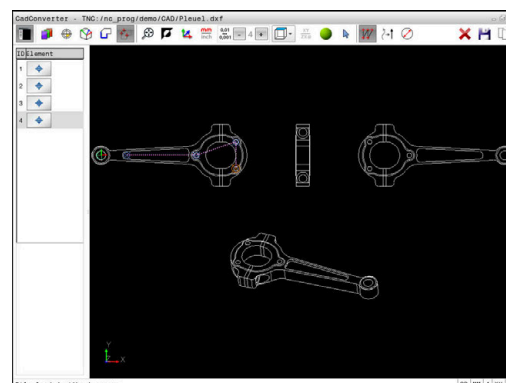 CadConverter - TNC:/nc_prog/demo/CAD/Pleuel.dxf
mm
inch
0,01
0,001
4
ID Element
1
2
3
4
Y
X